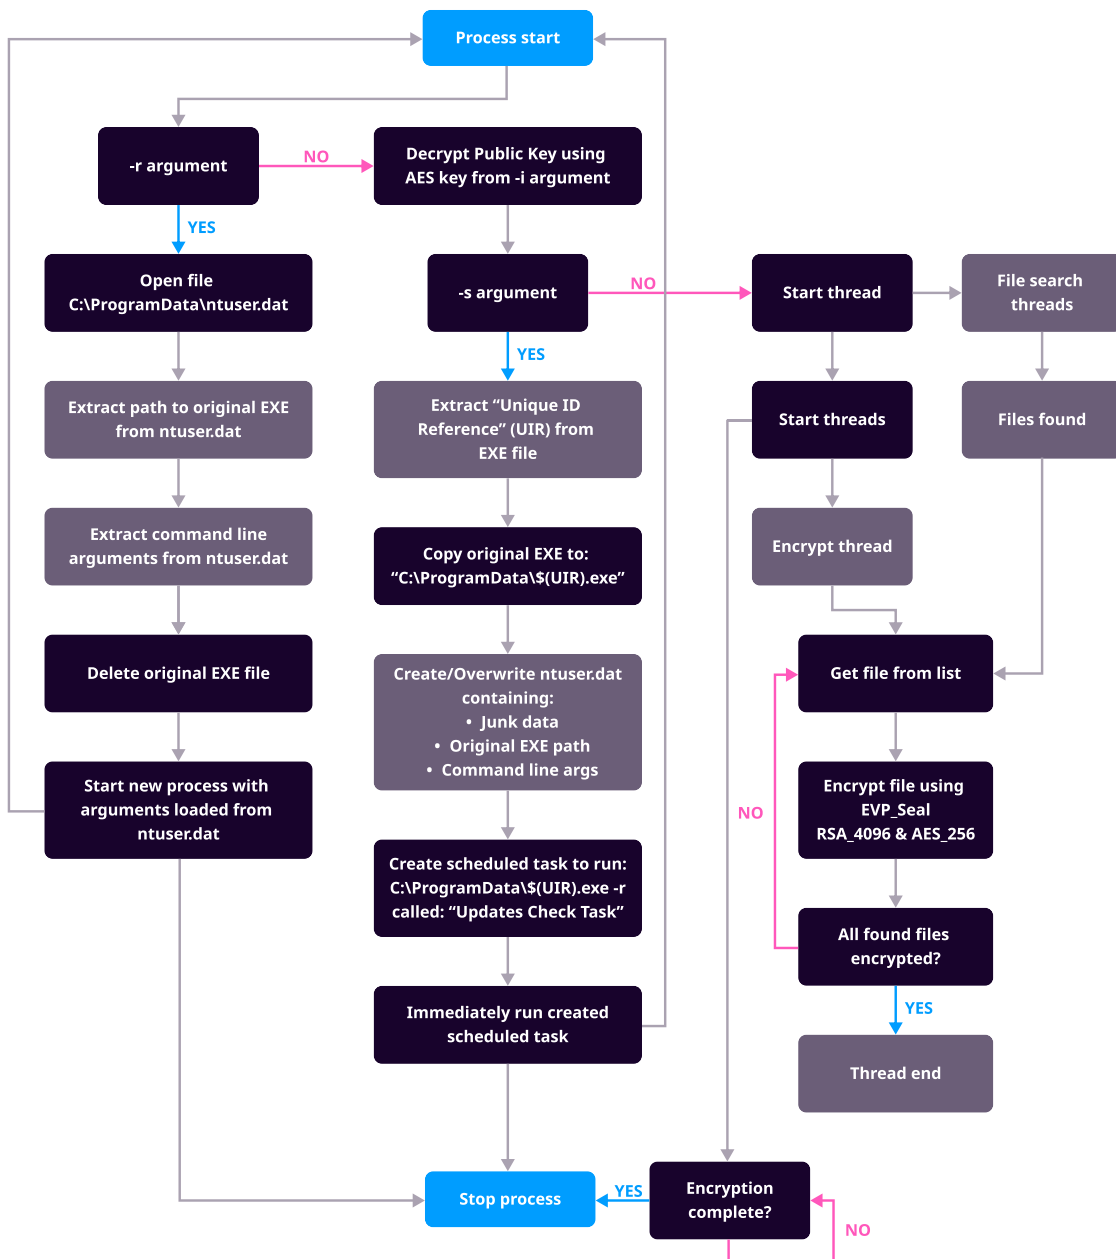 Process start
-r argument
NO
Decrypt Public Key using
AES key from -i argument
YES
Open file
C:\ProgramData\ntuser.dat
-s argument
NO
Start thread
File search
threads
YES
Extract path to original EXE
from ntuser.dat
Extract “Unique ID
Reference” (UIR) from
EXE file
Start threads
Files found
Extract command line
arguments from ntuser.dat
Copy original EXE to:
“C:\ProgramData\$(UIR).exe”
Encrypt thread
Delete original EXE file
Create/Overwrite ntuser.dat
containing:
• Junk data
• Original EXE path
• Command line args
Get file from list
Start new process with
arguments loaded from
ntuser.dat
NO
Encrypt file using
EVP_Seal
RSA_4096 & AES_256
Create scheduled task to run:
C:\ProgramData\$(UIR).exe -r
called: “Updates Check Task”
All found files
encrypted?
Immediately run created
scheduled task
YES
Thread end
Stop process
YES
Encryption
complete?
NO